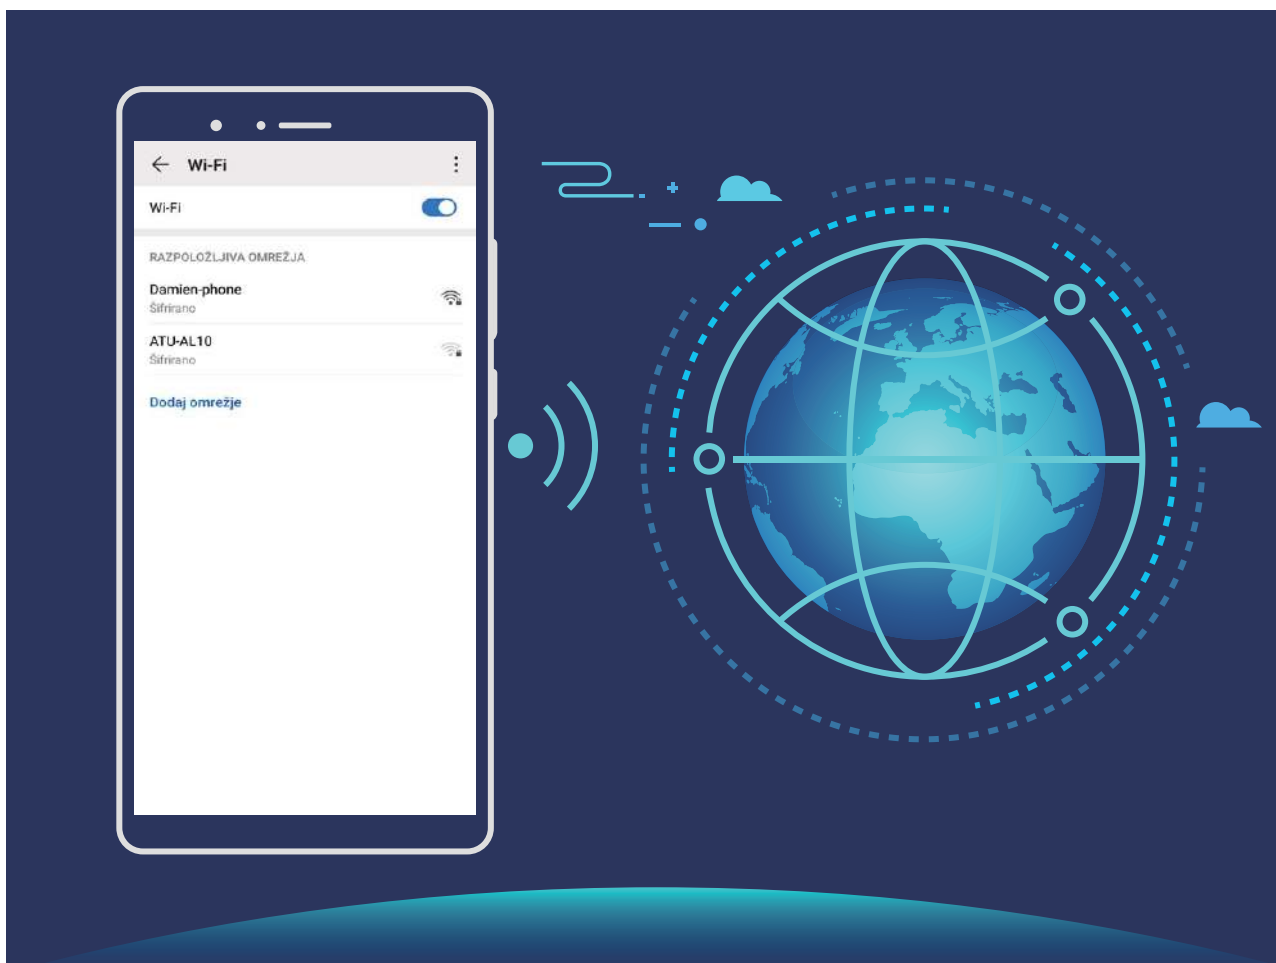 Wi-Fi
Wi-Fi
RAZPOLOŽLJIVA OMREŽJA
Damien-phone
Šifrirano
ATU-AL10
Šifrirano
Dodaj omrežje